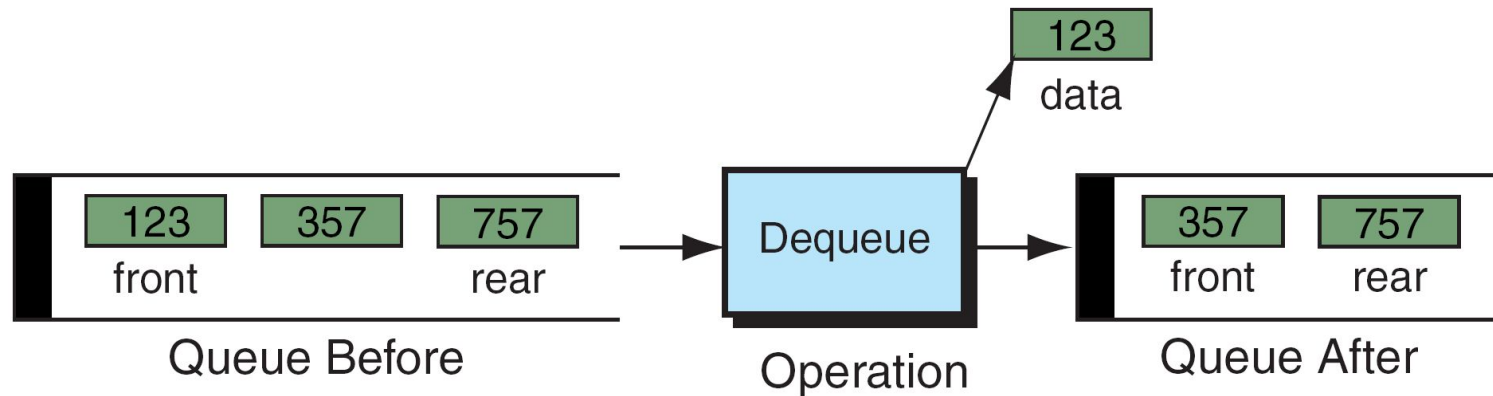 123
data
123 357 757
front rear
Queue Before
Dequeue
Operation
357 757
front rear
Queue After